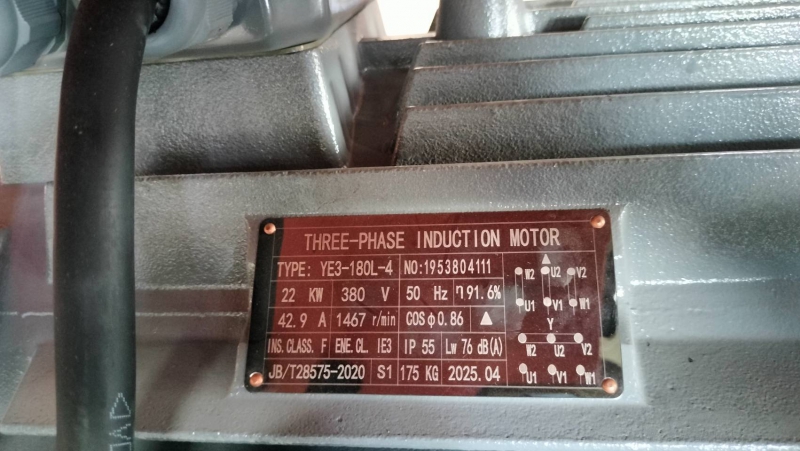 THREE-PHASE INDUCTION MOTOR
TYPE: YE3-180L-4 NO:1953804111
22 KW 380 V 50 Hz η91.6%
42.9 A 1467 r/min COSφ0.86 ▲
INS.CLASS. F ENE.CL. IE3 IP 55 Lw 76 dB(A)
JB/T28575-2020 S1 175 KG 2025.04
▲
W2 U2 V2
U1 V1 W1
Y
W2 U2 V2
U1 V1 W1